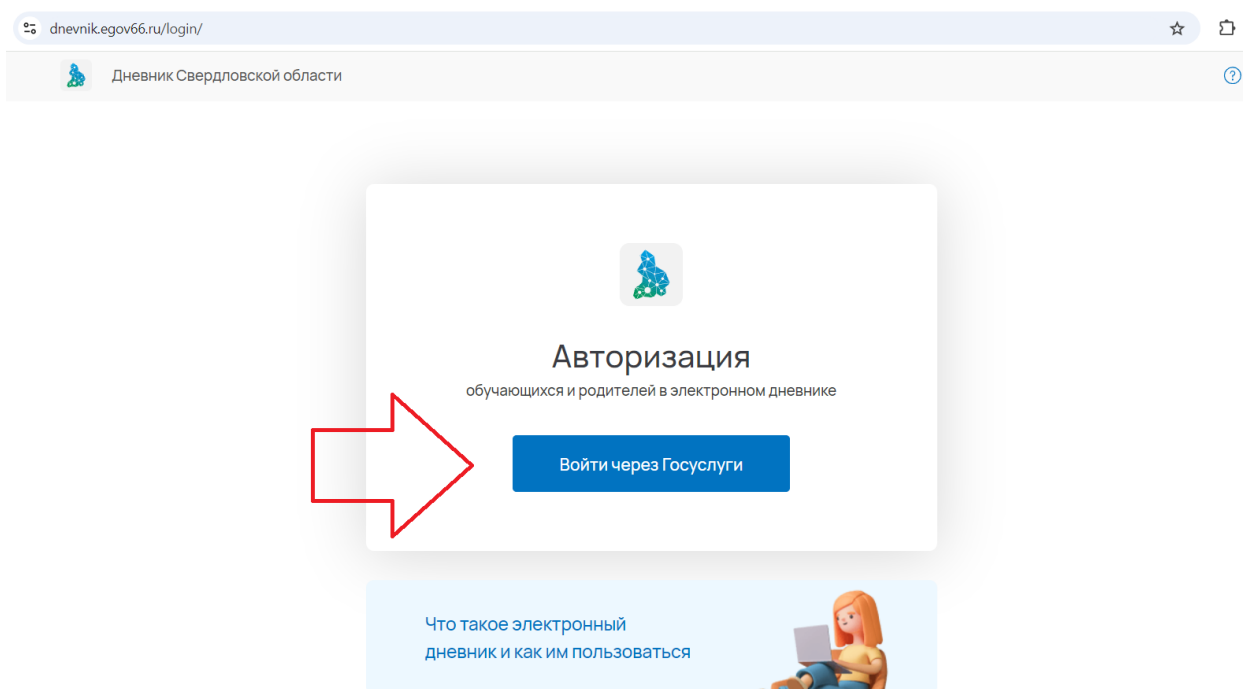 dnevnik.egov66.ru/login/
Дневник Свердловской области
?
Авторизация
обучающихся и родителей в электронном дневнике
Войти через Госуслуги
Что такое электронный
дневник и как им пользоваться